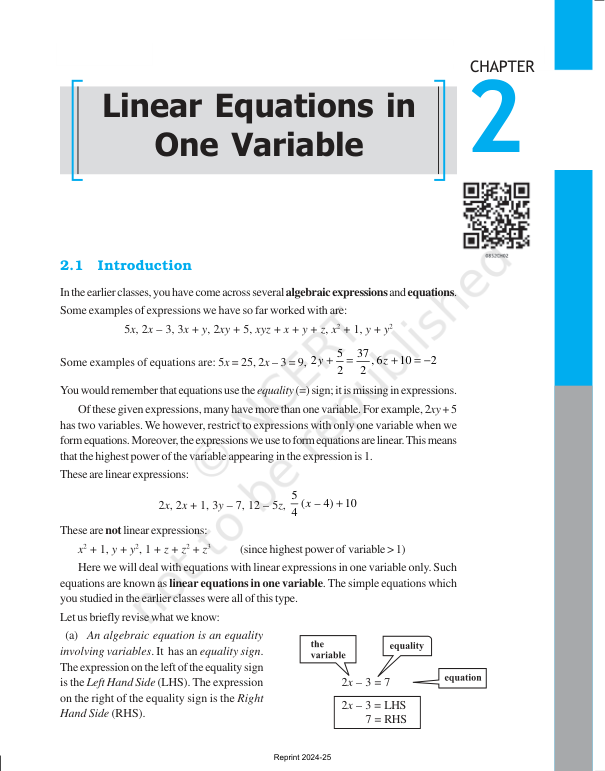 CHAPTER
2
Linear Equations in
One Variable
0852CH02
2.1 Introduction
In the earlier classes, you have come across several algebraic expressions and equations.
Some examples of expressions we have so far worked with are:
5x, 2x – 3, 3x + y, 2xy + 5, xyz + x + y + z, x² + 1, y + y²
Some examples of equations are: 5x = 25, 2x – 3 = 9, 2y + 5/2 = 37/2, 6z + 10 = −2
You would remember that equations use the equality (=) sign; it is missing in expressions.
Of these given expressions, many have more than one variable. For example, 2xy + 5
has two variables. We however, restrict to expressions with only one variable when we
form equations. Moreover, the expressions we use to form equations are linear. This means
that the highest power of the variable appearing in the expression is 1.
These are linear expressions:
2x, 2x + 1, 3y – 7, 12 – 5z, 5/4 (x – 4) + 10
These are not linear expressions:
x² + 1, y + y², 1 + z + z² + z³ (since highest power of variable > 1)
Here we will deal with equations with linear expressions in one variable only. Such
equations are known as linear equations in one variable. The simple equations which
you studied in the earlier classes were all of this type.
Let us briefly revise what we know:
(a) An algebraic equation is an equality
involving variables. It has an equality sign.
The expression on the left of the equality sign
is the Left Hand Side (LHS). The expression
on the right of the equality sign is the Right
Hand Side (RHS).
the
variable
equality
2x – 3 = 7
equation
2x – 3 = LHS
7 = RHS
© NCERT
not to be republished
Reprint 2024-25